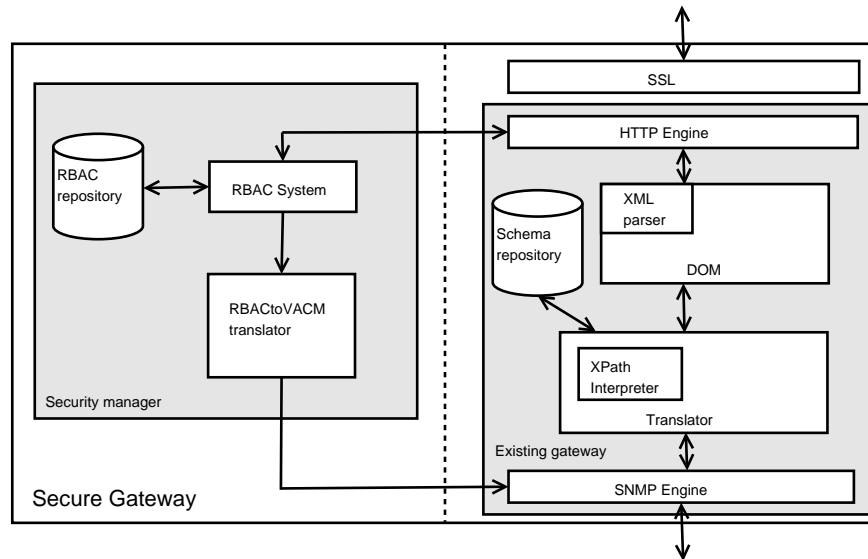 SSL
HTTP Engine
RBAC
repository
RBAC System
XML
parser
Schema
repository
DOM
RBACtoVACM
translator
XPath
Interpreter
Translator
Security manager
Existing gateway
Secure Gateway
SNMP Engine